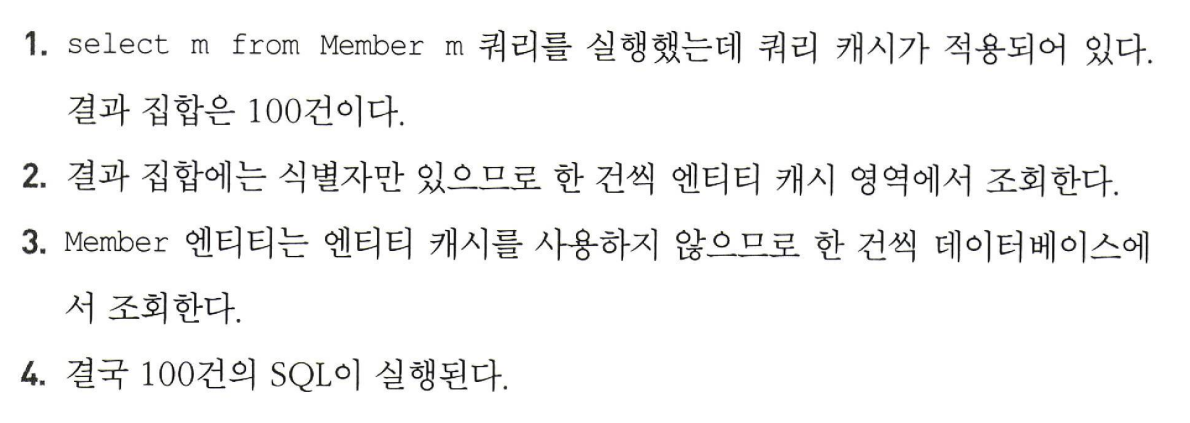 1. select m from Member m 쿼리를 실행했는데 쿼리 캐시가 적용되어 있다.
결과 집합은 100건이다.
2. 결과 집합에는 식별자만 있으므로 한 건씩 엔티티 캐시 영역에서 조회한다.
3. Member 엔티티는 엔티티 캐시를 사용하지 않으므로 한 건씩 데이터베이스에
서 조회한다.
4. 결국 100건의 SQL이 실행된다.